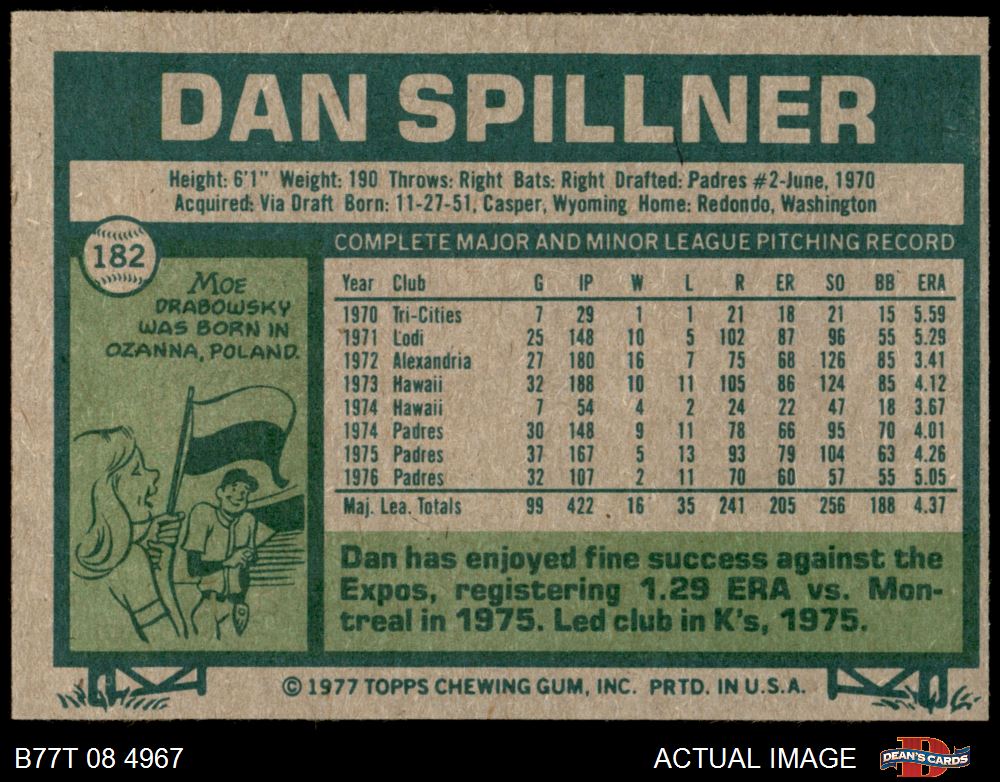 DAN SPILLNER
Height: 6'1" Weight: 190 Throws: Right Bats: Right Drafted: Padres #2-June, 1970
Acquired: Via Draft Born: 11-27-51, Casper, Wyoming Home: Redondo, Washington
182
MOE
DRABOWSKY
WAS BORN IN
OZANNA, POLAND.
COMPLETE MAJOR AND MINOR LEAGUE PITCHING RECORD
Year Club G IP W L R ER SO BB ERA
1970 Tri-Cities 7 29 1 1 21 18 21 15 5.59
1971 Lodi 25 148 10 5 102 87 96 55 5.29
1972 Alexandria 27 180 16 7 75 68 126 85 3.41
1973 Hawaii 32 188 10 11 105 86 124 85 4.12
1974 Hawaii 7 54 4 2 24 22 47 18 3.67
1974 Padres 30 148 9 11 78 66 95 70 4.01
1975 Padres 37 167 5 13 93 79 104 63 4.26
1976 Padres 32 107 2 11 70 60 57 55 5.05
Maj. Lea. Totals 99 422 16 35 241 205 256 188 4.37
Dan has enjoyed fine success against the
Expos, registering 1.29 ERA vs. Mon-
treal in 1975. Led club in K's, 1975.
© 1977 TOPPS CHEWING GUM, INC. PRTD. IN U.S.A.
B77T 08 4967
ACTUAL IMAGE
DEAN'S CARDS